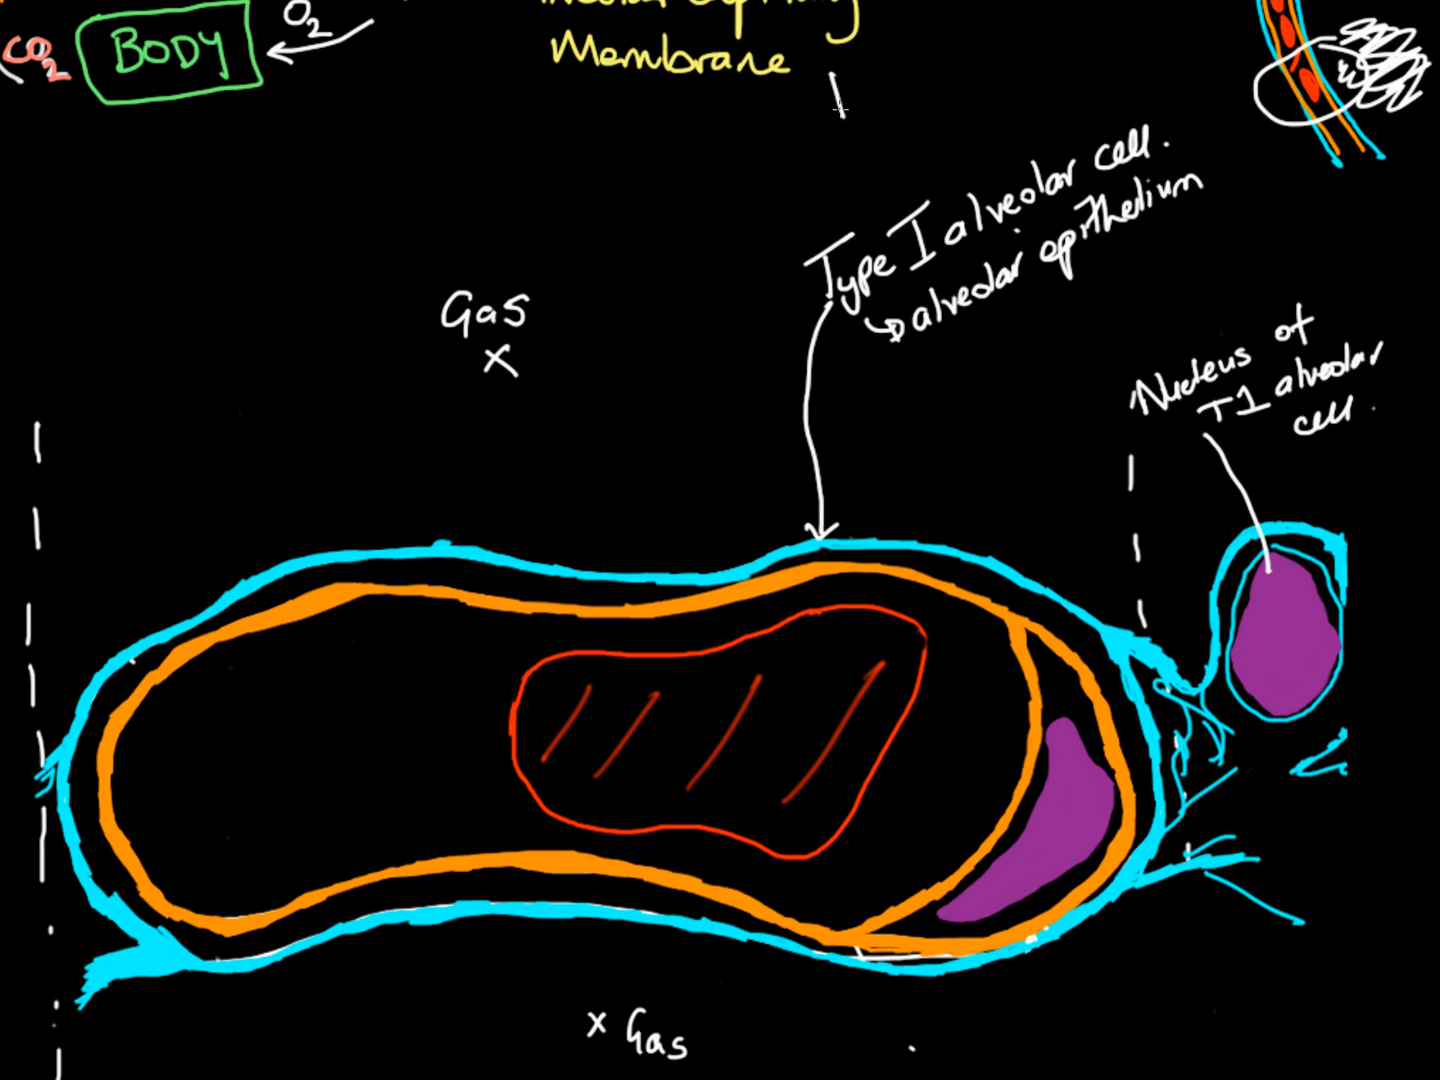 CO2
BODY
O2
Membrane
Type I alveolar cell.
↳ alveolar epithelium
Gas
x
Nucleus of
T1 alveolar
cell.
x Gas